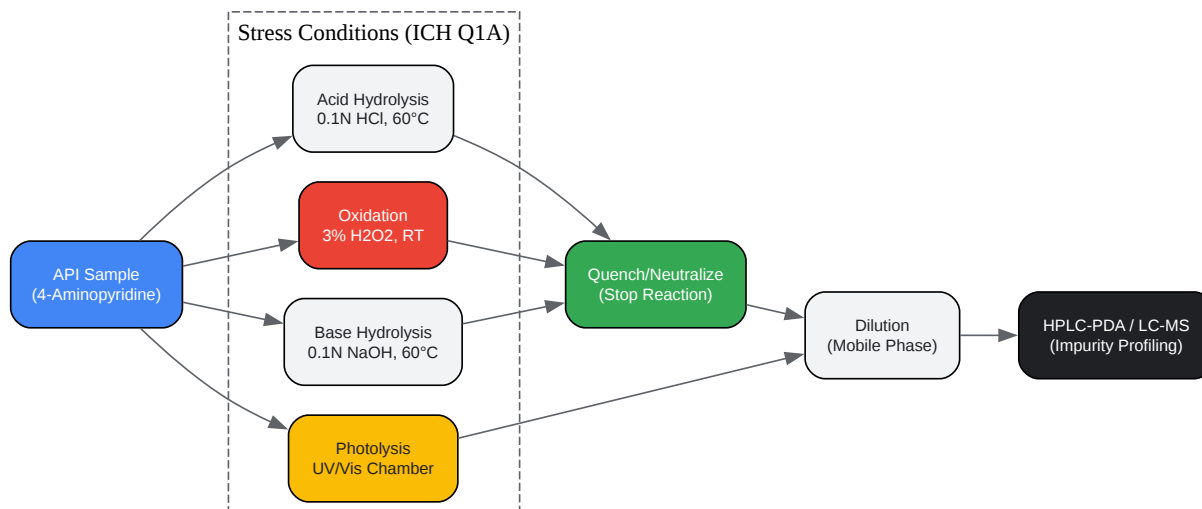 Stress Conditions (ICH Q1A)
Acid Hydrolysis
0.1N HCl, 60°C
Oxidation
3% H2O2, RT
API Sample
(4-Aminopyridine)
Quench/Neutralize
(Stop Reaction)
Base Hydrolysis
0.1N NaOH, 60°C
Dilution
(Mobile Phase)
HPLC-PDA / LC-MS
(Impurity Profiling)
Photolysis
UV/Vis Chamber